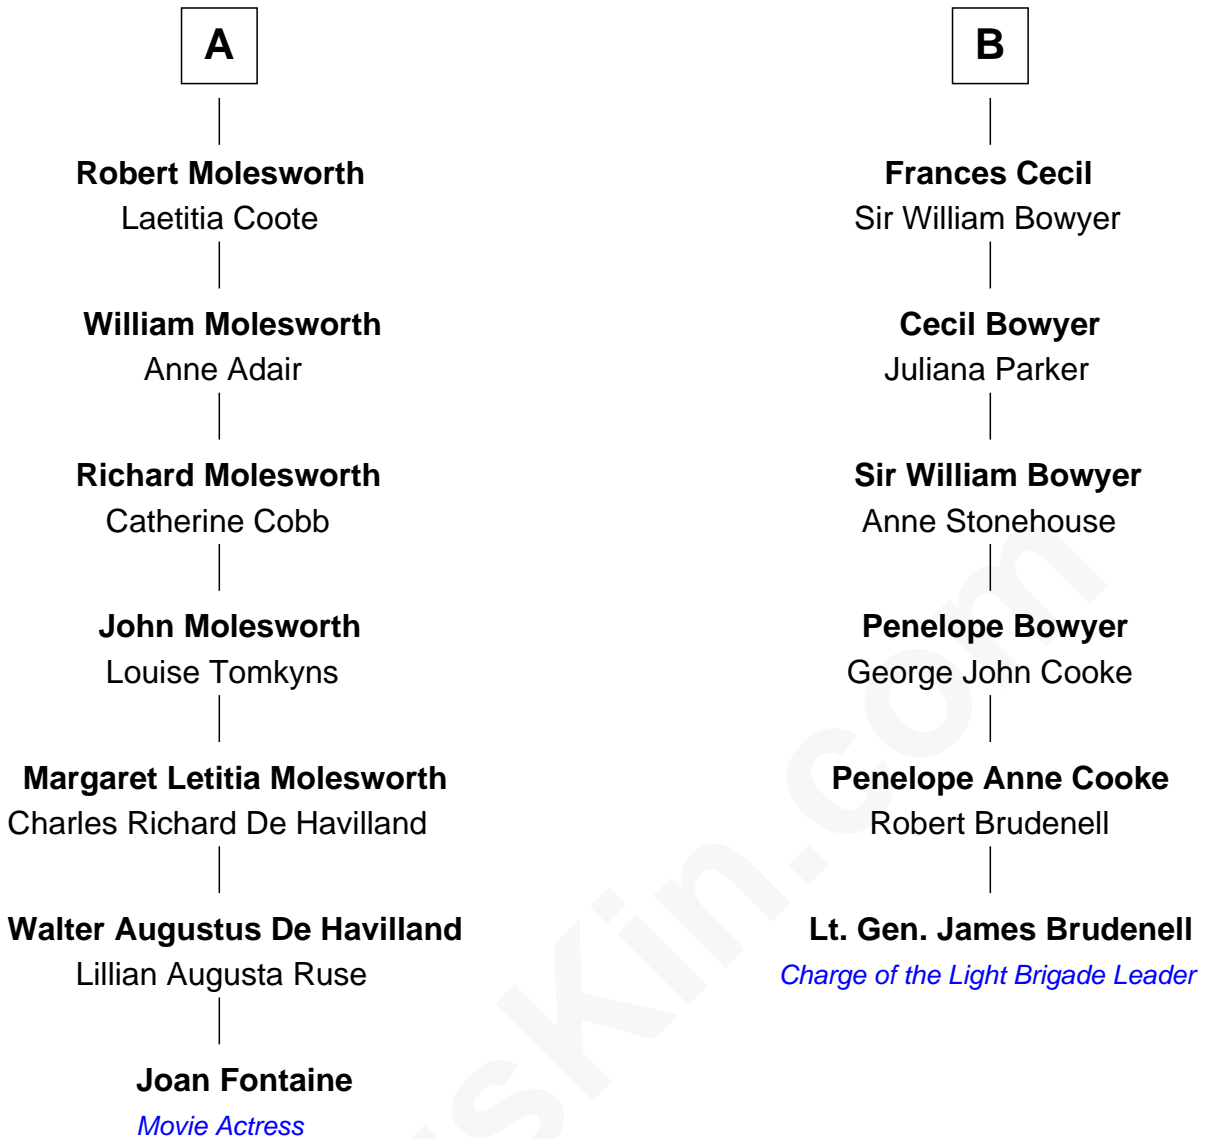 A
Robert Molesworth
Laetitia Coote
William Molesworth
Anne Adair
Richard Molesworth
Catherine Cobb
John Molesworth
Louise Tomkyns
Margaret Letitia Molesworth
Charles Richard De Havilland
Walter Augustus De Havilland
Lillian Augusta Ruse
Joan Fontaine
Movie Actress
B
Frances Cecil
Sir William Bowyer
Cecil Bowyer
Juliana Parker
Sir William Bowyer
Anne Stonehouse
Penelope Bowyer
George John Cooke
Penelope Anne Cooke
Robert Brudenell
Lt. Gen. James Brudenell
Charge of the Light Brigade Leader
usKin.com